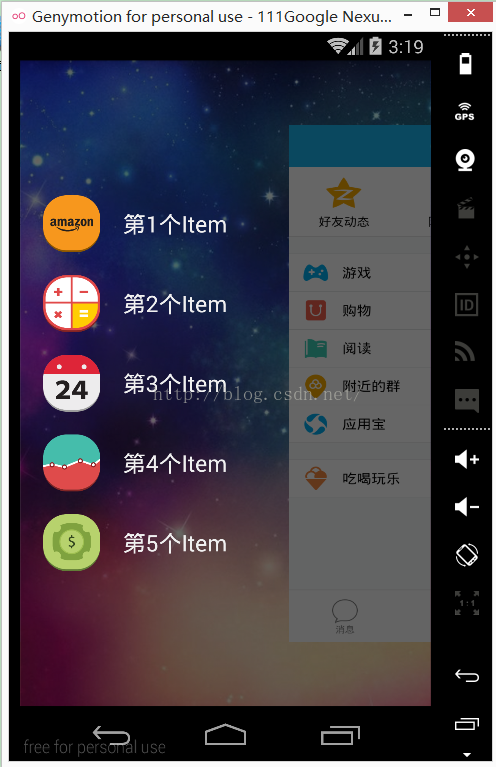 Genymotion for personal use - 111Google Nexu...
3:19
GPS
好友动态
amazon
第1个Item
游戏
第2个Item
购物
ID
阅读
24
第3个Item
附近的群
http://blog.csdn.net/
应用宝
第4个Item
吃喝玩乐
$
第5个Item
1:1
消息
free for personal use